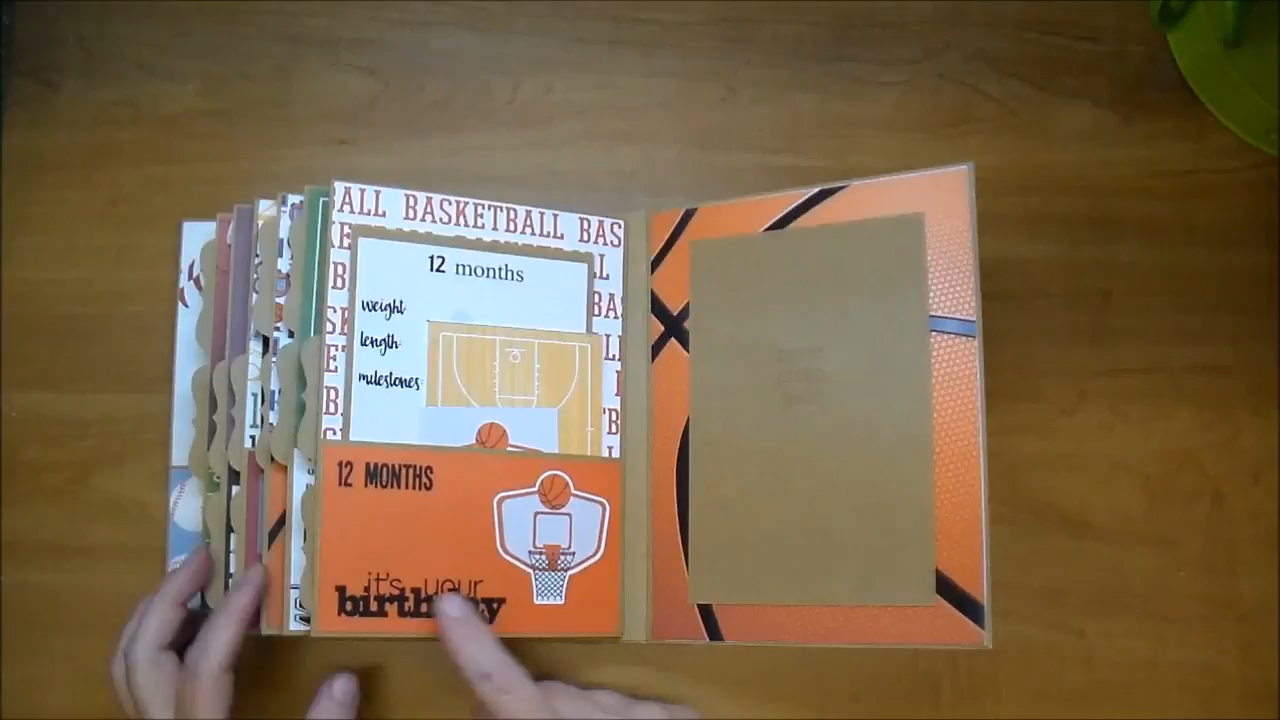 ALL BASKETBALL BAS
12 months
weight:
length:
milestones:
12 MONTHS
it's your
birthday